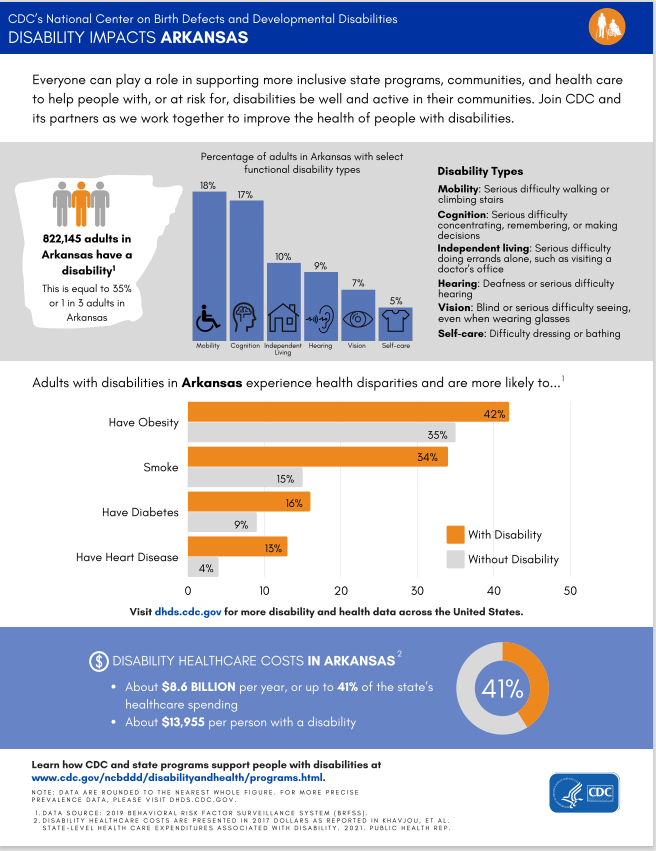 CDC's National Center on Birth Defects and Developmental Disabilities
DISABILITY IMPACTS ARKANSAS
Everyone can play a role in supporting more inclusive state programs, communities, and health care
to help people with, or at risk for, disabilities be well and active in their communities. Join CDC and
its partners as we work together to improve the health of people with disabilities.
822,145 adults in
Arkansas have a
disability¹
This is equal to 35%
or 1 in 3 adults in
Arkansas
Percentage of adults in Arkansas with select
functional disability types
18%
17%
10%
9%
7%
5%
Mobility
Cognition
Independent
Living
Hearing
Vision
Self-care
Disability Types
Mobility: Serious difficulty walking or
climbing stairs
Cognition: Serious difficulty
concentrating, remembering, or making
decisions
Independent living: Serious difficulty
doing errands alone, such as visiting a
doctor's office
Hearing: Deafness or serious difficulty
hearing
Vision: Blind or serious difficulty seeing,
even when wearing glasses
Self-care: Difficulty dressing or bathing
Adults with disabilities in Arkansas experience health disparities and are more likely to...¹
Have Obesity
42%
35%
Smoke
34%
15%
Have Diabetes
16%
9%
Have Heart Disease
13%
4%
With Disability
Without Disability
0 10 20 30 40 50
Visit dhds.cdc.gov for more disability and health data across the United States.
$ DISABILITY HEALTHCARE COSTS IN ARKANSAS²
• About $8.6 BILLION per year, or up to 41% of the state's
healthcare spending
• About $13,955 per person with a disability
41%
Learn how CDC and state programs support people with disabilities at
www.cdc.gov/ncbddd/disabilityandhealth/programs.html.
NOTE: DATA ARE ROUNDED TO THE NEAREST WHOLE FIGURE. FOR MORE PRECISE
PREVALENCE DATA, PLEASE VISIT DHDS.CDC.GOV.
1. DATA SOURCE: 2019 BEHAVIORAL RISK FACTOR SURVEILLANCE SYSTEM (BRFSS).
2. DISABILITY HEALTHCARE COSTS ARE PRESENTED IN 2017 DOLLARS AS REPORTED IN KHAVJOU, ET AL.
STATE-LEVEL HEALTH CARE EXPENDITURES ASSOCIATED WITH DISABILITY. 2021. PUBLIC HEALTH REP.
CDC